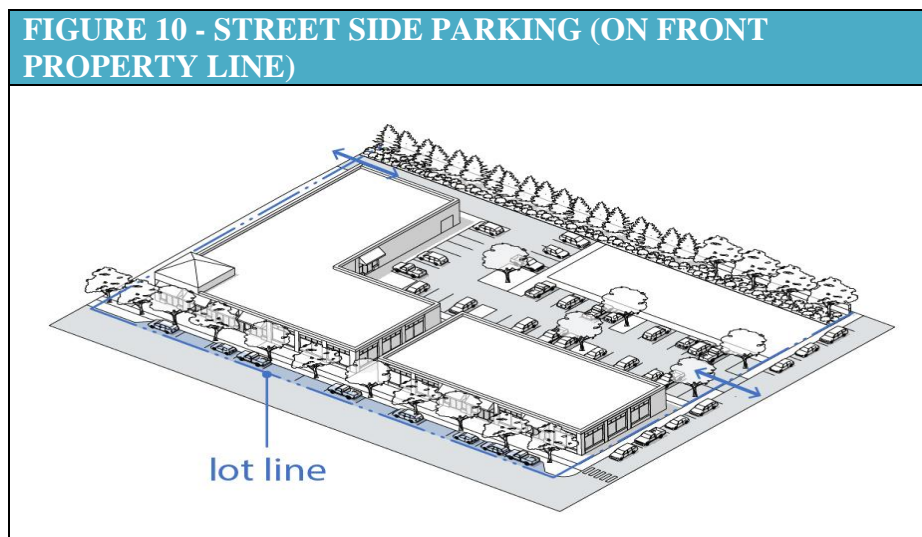 FIGURE 10 - STREET SIDE PARKING (ON FRONT
PROPERTY LINE)
lot line